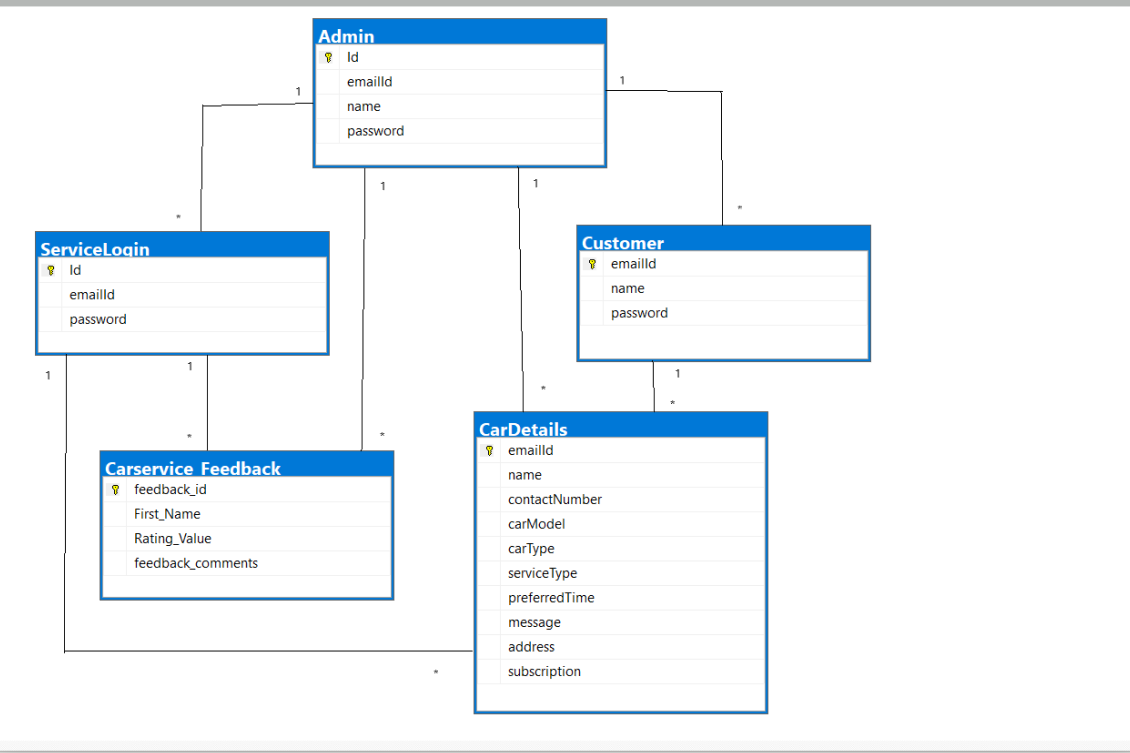 Admin
Id
emailId
name
password
1
1
1
1
*
*
ServiceLogin
Id
emailId
password
Customer
emailId
name
password
1
1
1
*
*
*
*
Carservice_Feedback
feedback_id
First_Name
Rating_Value
feedback_comments
CarDetails
emailId
name
contactNumber
carModel
carType
serviceType
preferredTime
message
address
subscription
*